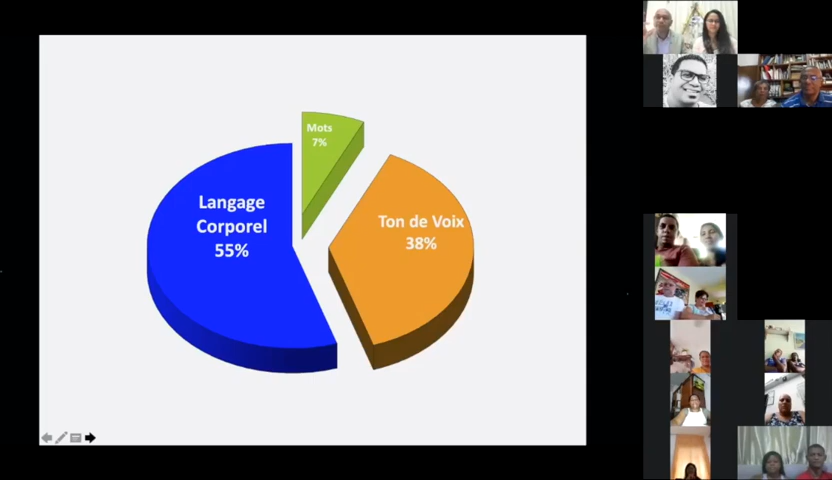 Mots
7%
Langage
Corporel
55%
Ton de Voix
38%